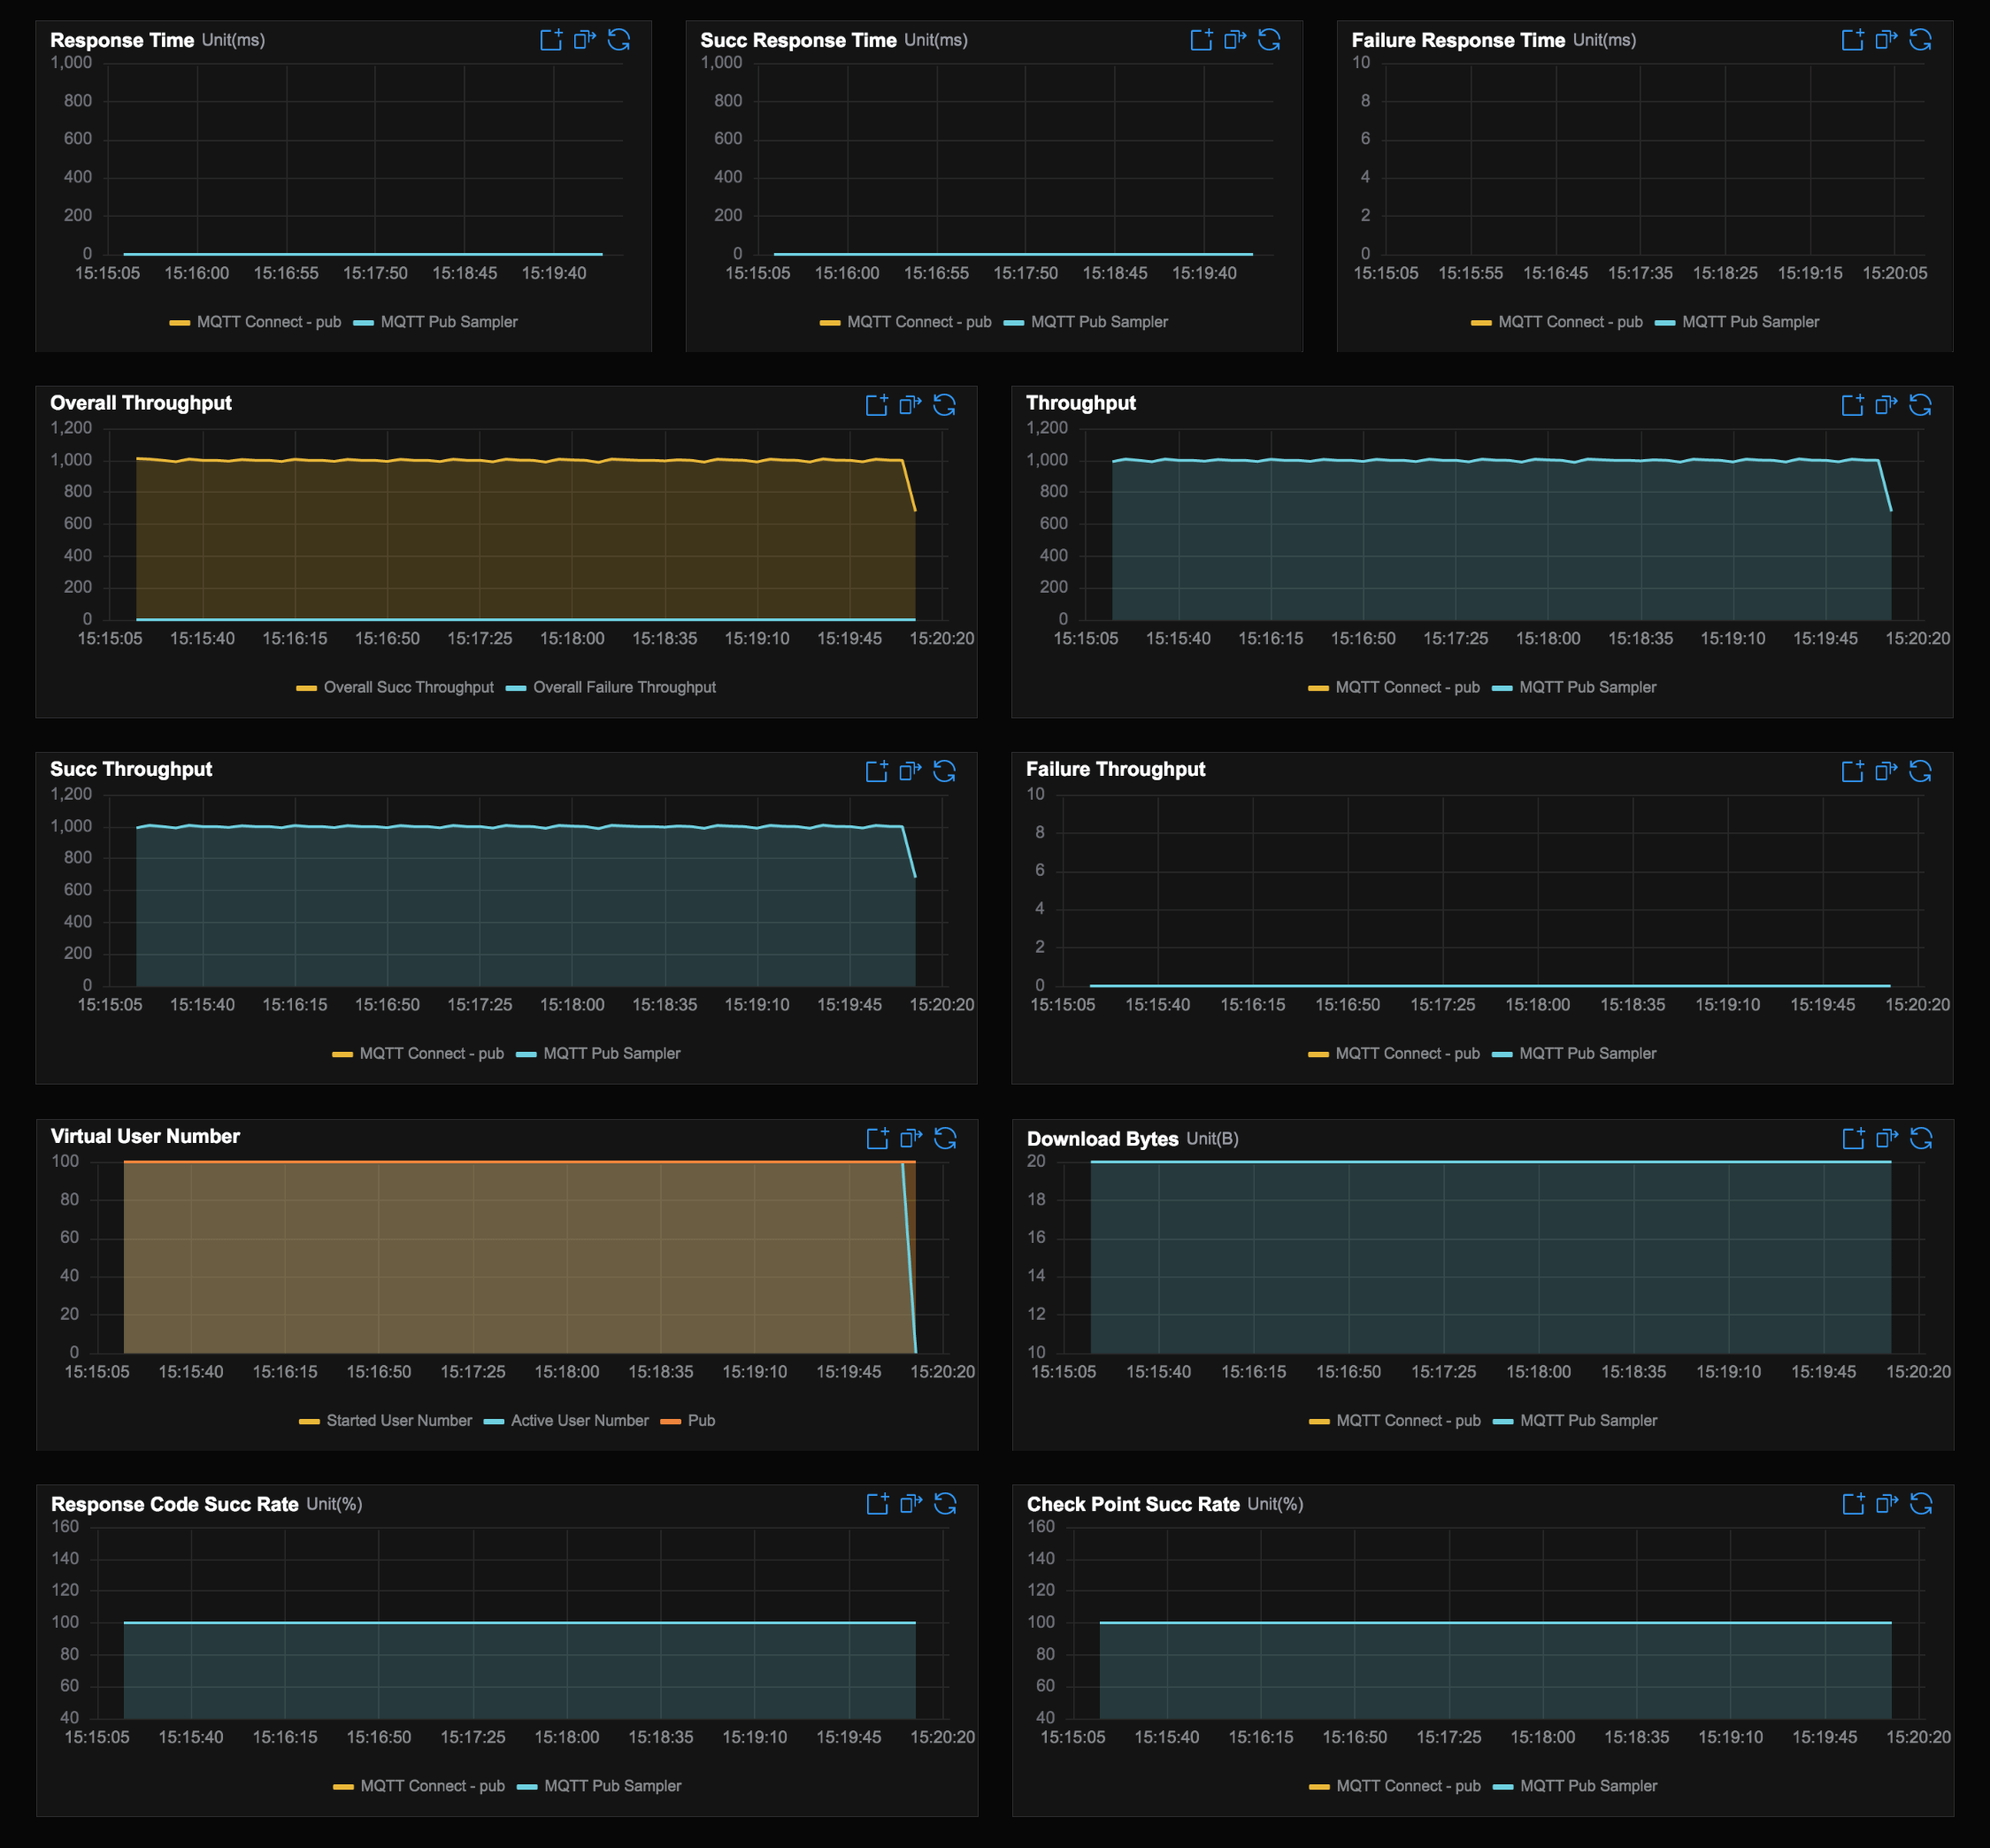 Response Time Unit(ms)
1,000
800
600
400
200
0
15:15:05 15:16:00 15:16:55 15:17:50 15:18:45 15:19:40
MQTT Connect - pub MQTT Pub Sampler
Succ Response Time Unit(ms)
1,000
800
600
400
200
0
15:15:05 15:16:00 15:16:55 15:17:50 15:18:45 15:19:40
MQTT Connect - pub MQTT Pub Sampler
Failure Response Time Unit(ms)
10
8
6
4
2
0
15:15:05 15:15:55 15:16:45 15:17:35 15:18:25 15:19:15 15:20:05
MQTT Connect - pub MQTT Pub Sampler
Overall Throughput
1,200
1,000
800
600
400
200
0
15:15:05 15:15:40 15:16:15 15:16:50 15:17:25 15:18:00 15:18:35 15:19:10 15:19:45 15:20:20
Overall Succ Throughput Overall Failure Throughput
Throughput
1,200
1,000
800
600
400
200
0
15:15:05 15:15:40 15:16:15 15:16:50 15:17:25 15:18:00 15:18:35 15:19:10 15:19:45 15:20:20
MQTT Connect - pub MQTT Pub Sampler
Succ Throughput
1,200
1,000
800
600
400
200
0
15:15:05 15:15:40 15:16:15 15:16:50 15:17:25 15:18:00 15:18:35 15:19:10 15:19:45 15:20:20
MQTT Connect - pub MQTT Pub Sampler
Failure Throughput
10
8
6
4
2
0
15:15:05 15:15:40 15:16:15 15:16:50 15:17:25 15:18:00 15:18:35 15:19:10 15:19:45 15:20:20
MQTT Connect - pub MQTT Pub Sampler
Virtual User Number
100
80
60
40
20
0
15:15:05 15:15:40 15:16:15 15:16:50 15:17:25 15:18:00 15:18:35 15:19:10 15:19:45 15:20:20
Started User Number Active User Number Pub
Download Bytes Unit(B)
20
18
16
14
12
10
15:15:05 15:15:40 15:16:15 15:16:50 15:17:25 15:18:00 15:18:35 15:19:10 15:19:45 15:20:20
MQTT Connect - pub MQTT Pub Sampler
Response Code Succ Rate Unit(%)
160
140
120
100
80
60
40
15:15:05 15:15:40 15:16:15 15:16:50 15:17:25 15:18:00 15:18:35 15:19:10 15:19:45 15:20:20
MQTT Connect - pub MQTT Pub Sampler
Check Point Succ Rate Unit(%)
160
140
120
100
80
60
40
15:15:05 15:15:40 15:16:15 15:16:50 15:17:25 15:18:00 15:18:35 15:19:10 15:19:45 15:20:20
MQTT Connect - pub MQTT Pub Sampler